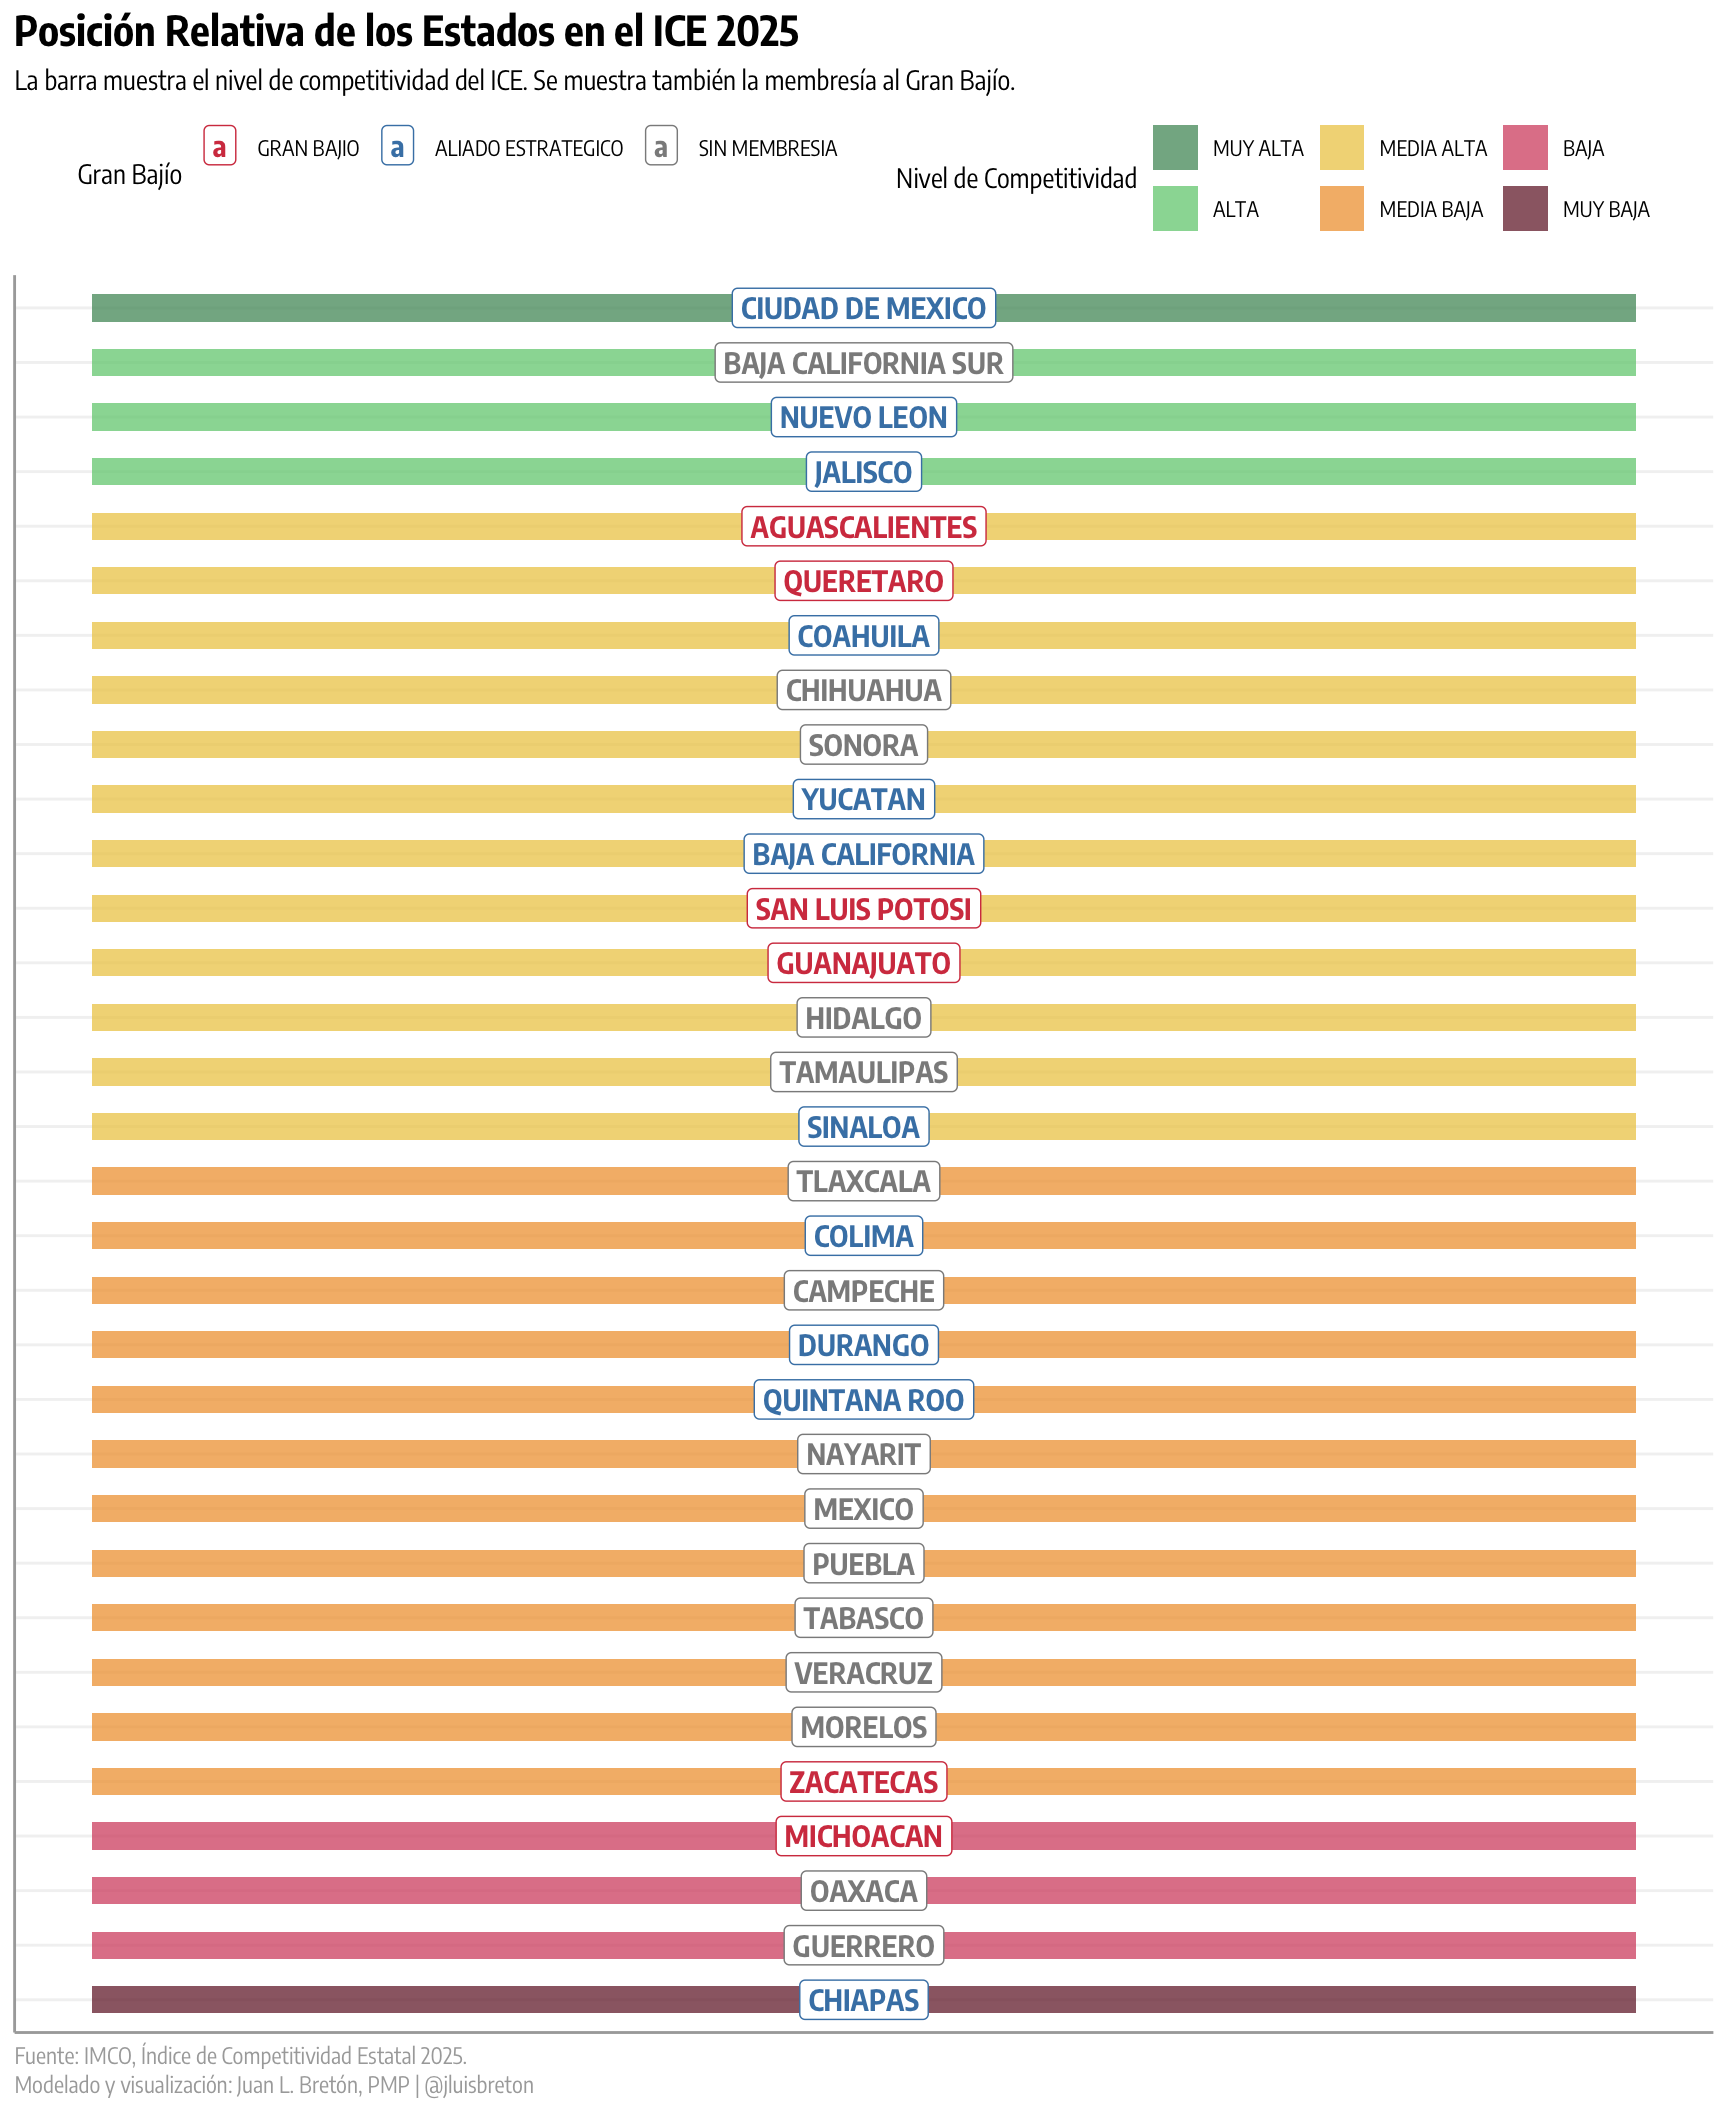 Posición Relativa de los Estados en el ICE 2025
La barra muestra el nivel de competitividad del ICE. Se muestra también la membresía al Gran Bajío.
Gran Bajío
a GRAN BAJIO a ALIADO ESTRATEGICO a SIN MEMBRESIA
Nivel de Competitividad
MUY ALTA MEDIA ALTA BAJA
ALTA MEDIA BAJA MUY BAJA
CIUDAD DE MEXICO
BAJA CALIFORNIA SUR
NUEVO LEON
JALISCO
AGUASCALIENTES
QUERETARO
COAHUILA
CHIHUAHUA
SONORA
YUCATAN
BAJA CALIFORNIA
SAN LUIS POTOSI
GUANAJUATO
HIDALGO
TAMAULIPAS
SINALOA
TLAXCALA
COLIMA
CAMPECHE
DURANGO
QUINTANA ROO
NAYARIT
MEXICO
PUEBLA
TABASCO
VERACRUZ
MORELOS
ZACATECAS
MICHOACAN
OAXACA
GUERRERO
CHIAPAS
Fuente: IMCO, Índice de Competitividad Estatal 2025.
Modelado y visualización: Juan L. Bretón, PMP | @jluisbreton